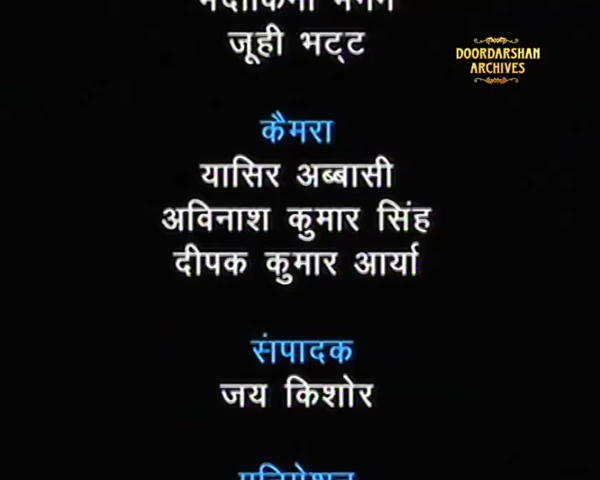 जूही भट्ट
DOORDARSHAN
ARCHIVES
कैमरा
यासिर अब्बासी
अविनाश कुमार सिंह
दीपक कुमार आर्या
संपादक
जय किशोर